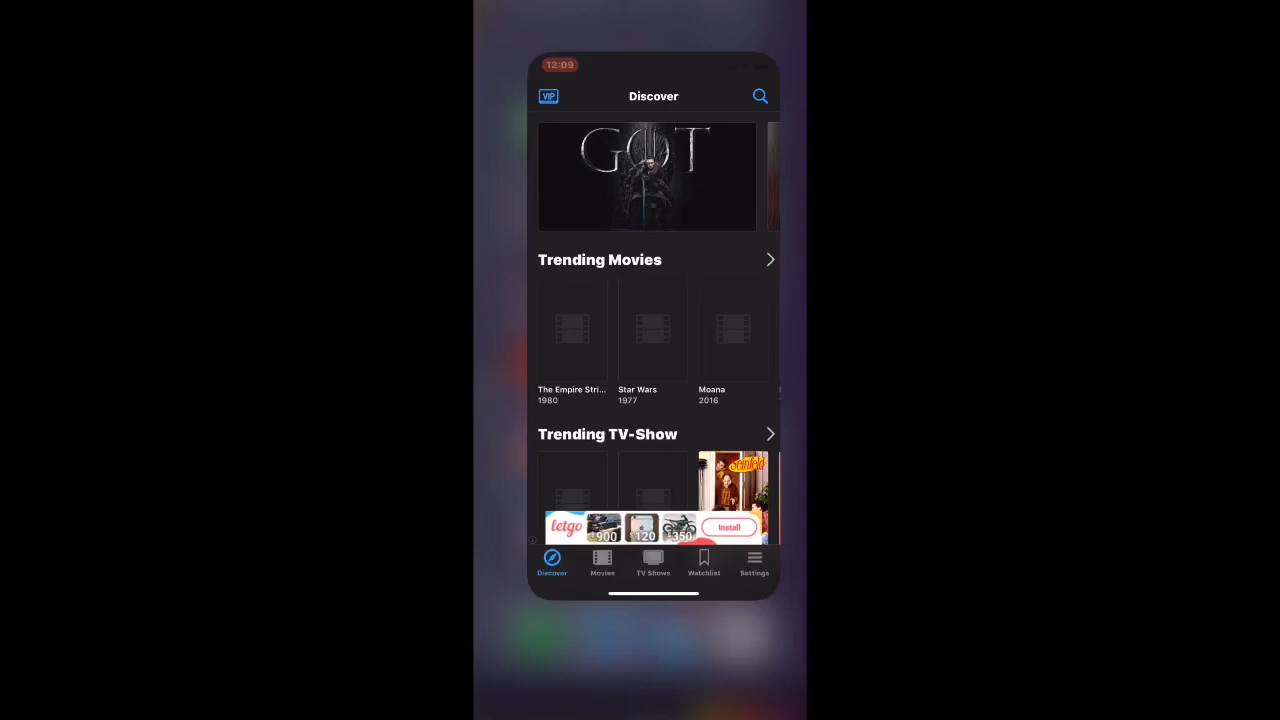 12:09
VIP
Discover
GOT
Trending Movies
The Empire Stri...
Star Wars
Moana
1980
1977
2016
Trending TV-Show
Seinfeld
letgo
900
120
350
Install
Discover
Movies
TV Shows
Watchlist
Settings